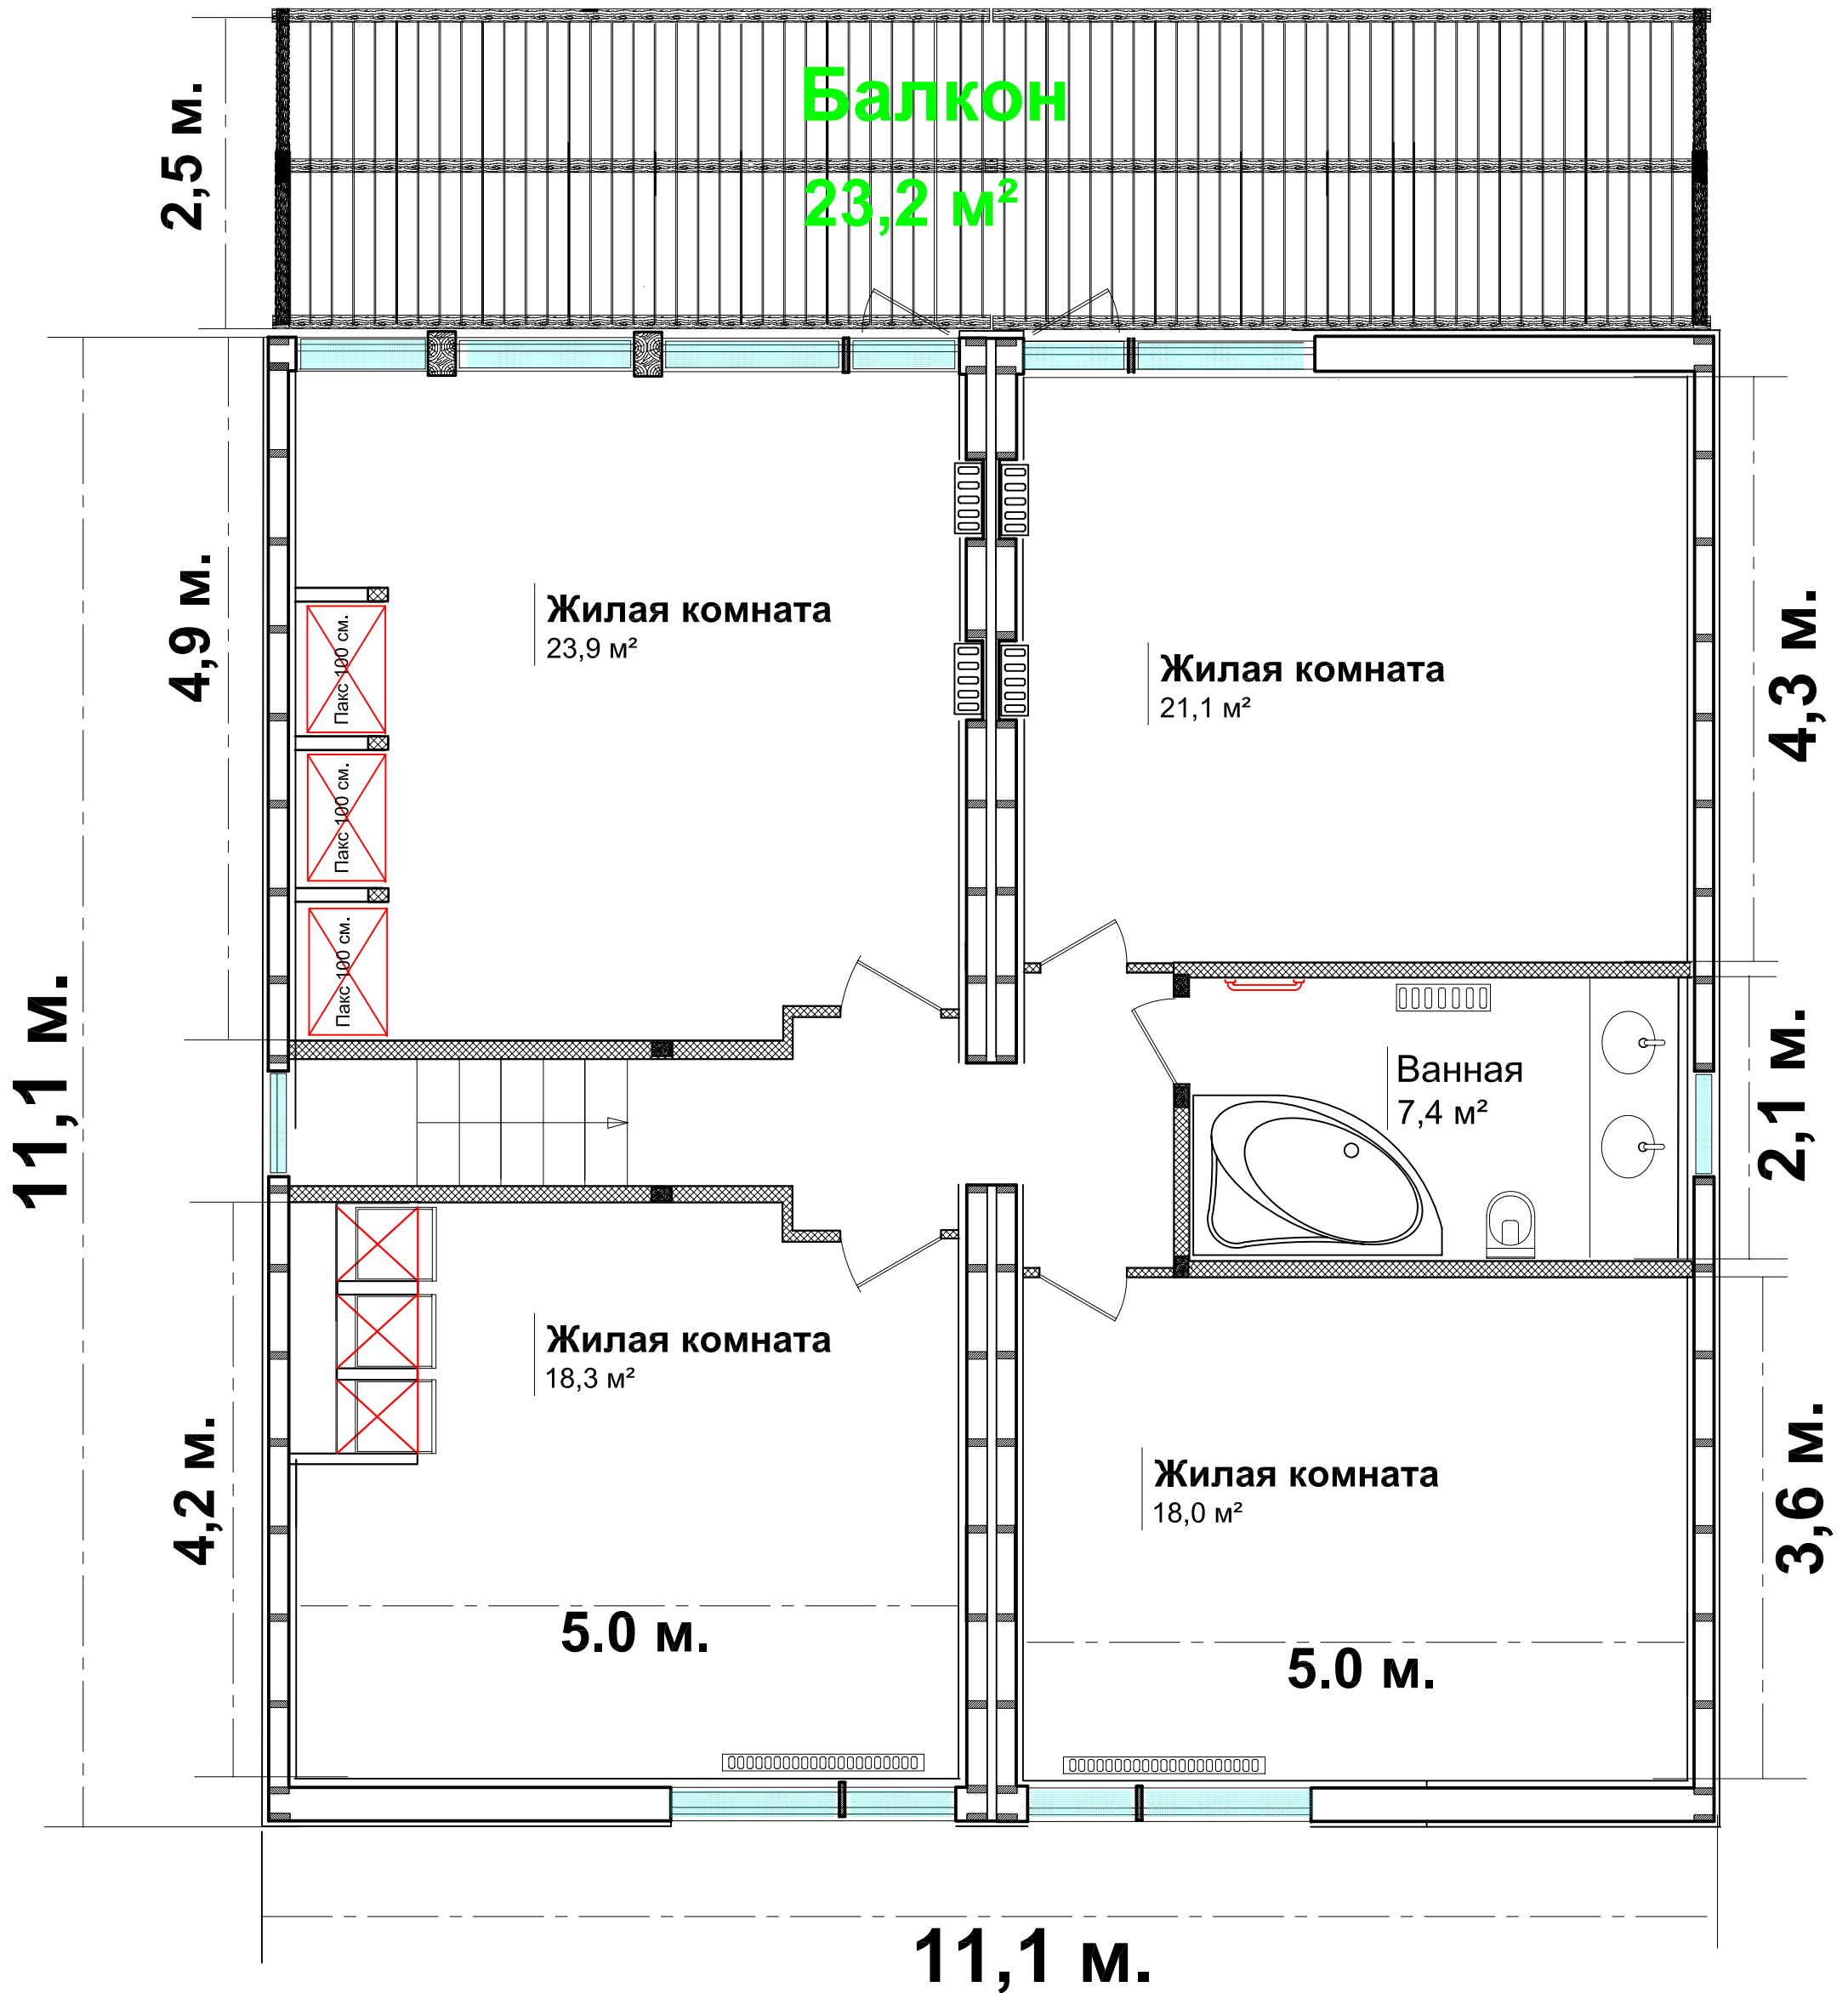 Балкон
23,2 м²
2,5 м.
4,9 м.
Жилая комната
23,9 м²
Пакс 100 см.
Пакс 100 см.
Пакс 100 см.
Жилая комната
21,1 м²
4,3 м.
11,1 м.
Ванная
7,4 м²
2,1 м.
Жилая комната
18,3 м²
4,2 м.
5.0 м.
Жилая комната
18,0 м²
3,6 м.
5.0 м.
11,1 м.